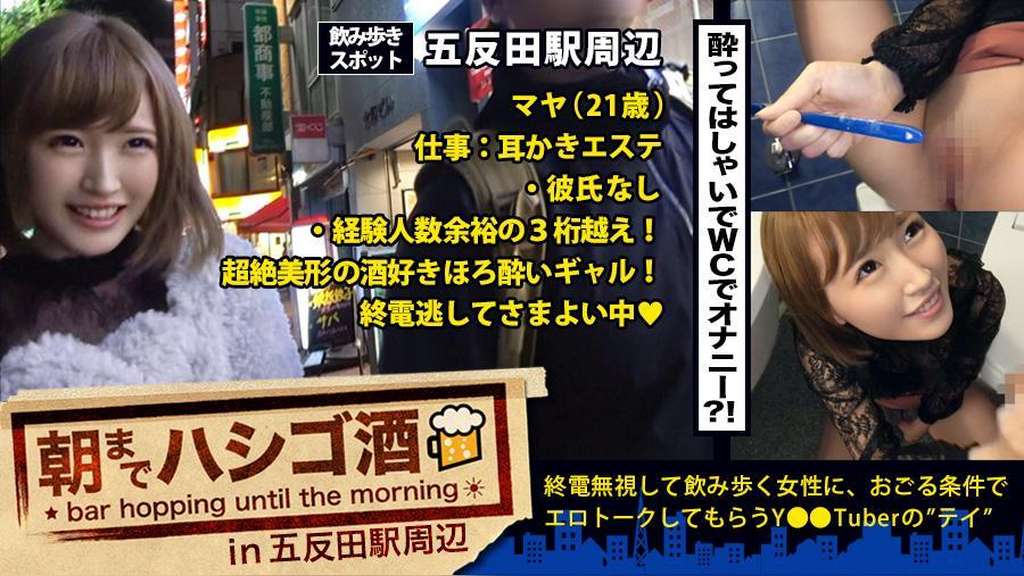 飲み歩き
スポット
五反田駅周辺
マヤ（21歳）
仕事：耳かきエステ
・彼氏なし
・経験人数余裕の３桁越え！
超絶美形の酒好きほろ酔いギャル！
終電逃してさまよい中♥
酔ってはしゃいでWCでオナニー?!
都商事
不動産部
朝までハシゴ酒
★ bar hopping until the morning ☀
in 五反田駅周辺
終電無視して飲み歩く女性に、おごる条件で
エロトークしてもらうY●●Tuberの”テイ”